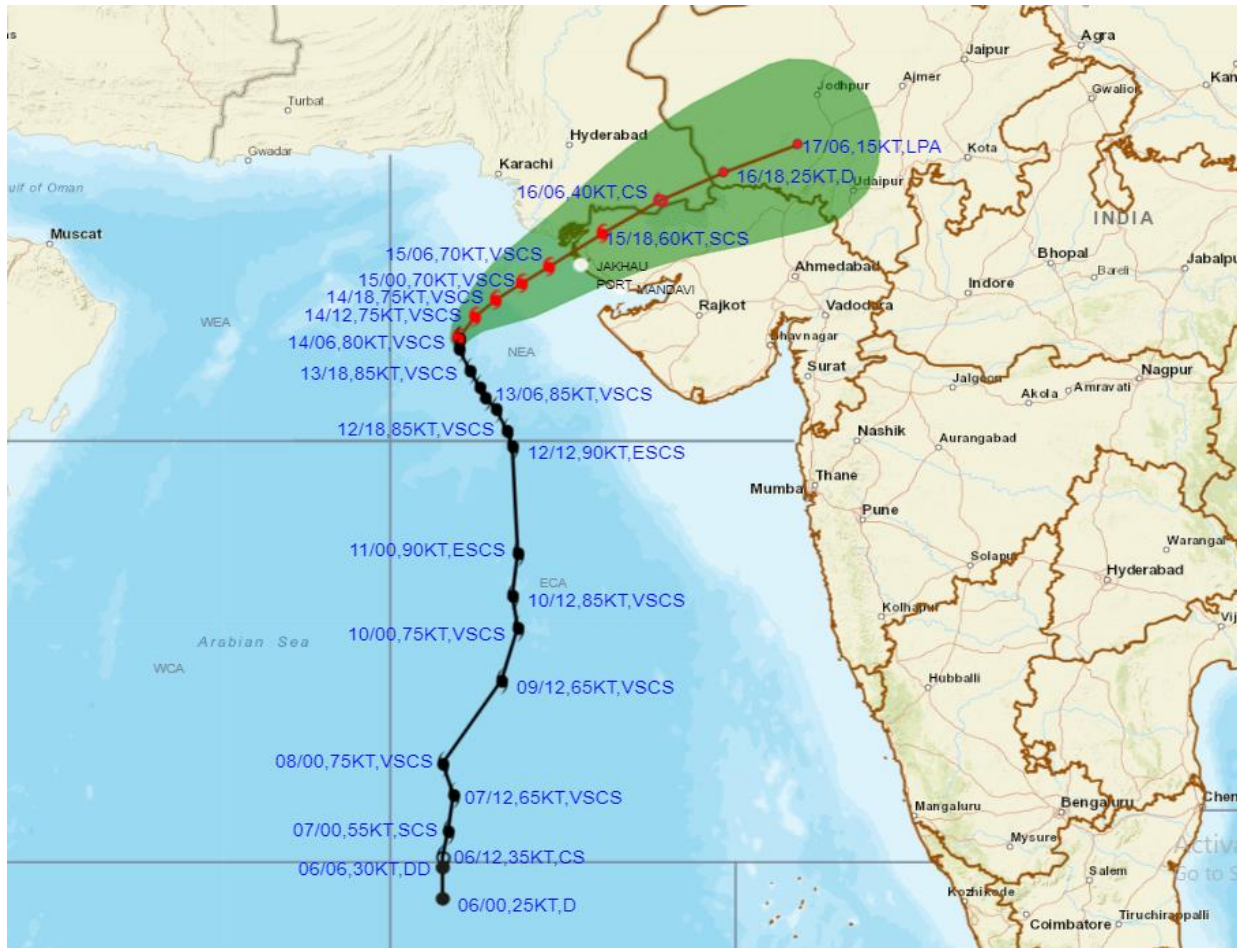 Agra
Jaipur
Jodhpur
Ajmer
Gwalior
Turbat
Hyderabad
Gwadar
Karachi
17/06,15KT,LPA
Kota
16/18,25KT,D
16/06,40KT,CS
Udaipur
ulf of Oman
INDIA
Muscat
15/18,60KT,SCS
15/06,70KT,VSCS
Bhopal
JAKHAU
PORT
Ahmedabad
Bareli
Jabalpu
15/00,70KT,VSCS
MANDAVI
Indore
14/18,75KT,VSCS
Rajkot
Vadodara
14/12,75KT,VSCS
WEA
14/06,80KT,VSCS
NEA
Bhavnagar
13/18,85KT,VSCS
Surat
Jalgaon
Nagpur
Amravati
Akola
13/06,85KT,VSCS
12/18,85KT,VSCS
Nashik
Aurangabad
12/12,90KT,ESCS
Thane
Mumbai
Pune
11/00,90KT,ESCS
Warangal
Solapur
Hyderabad
ECA
10/12,85KT,VSCS
Kolhapur
10/00,75KT,VSCS
Vij
Arabian Sea
WCA
09/12,65KT,VSCS
Hubballi
08/00,75KT,VSCS
07/12,65KT,VSCS
Mangaluru
Bengaluru
Chen
07/00,55KT,SCS
Mysure
06/12,35KT,CS
06/06,30KT,DD
Activa
Go to S
Salem
Kozhikode
06/00,25KT,D
Coimbatore
Tiruchirappalli